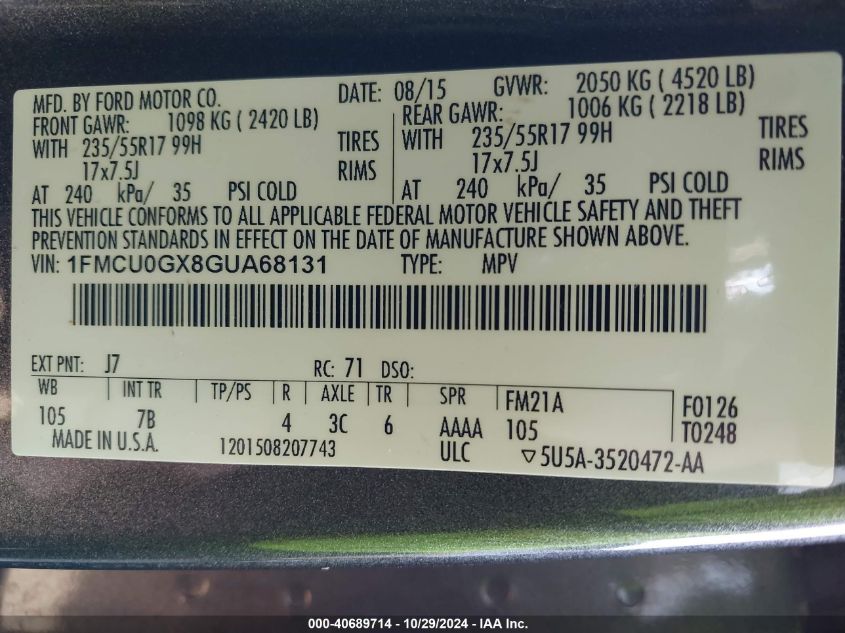 MFD. BY FORD MOTOR CO. DATE: 08/15 GVWR: 2050 KG ( 4520 LB)
FRONT GAWR: 1098 KG ( 2420 LB) REAR GAWR: 1006 KG ( 2218 LB)
WITH 235/55R17 99H TIRES WITH 235/55R17 99H TIRES
17x7.5J RIMS 17x7.5J RIMS
AT 240 kPa/ 35 PSI COLD AT 240 kPa/ 35 PSI COLD
THIS VEHICLE CONFORMS TO ALL APPLICABLE FEDERAL MOTOR VEHICLE SAFETY AND THEFT
PREVENTION STANDARDS IN EFFECT ON THE DATE OF MANUFACTURE SHOWN ABOVE.
VIN: 1FMCU0GX8GUA68131 TYPE: MPV
EXT PNT: J7 RC: 71 DSO:
WB INT TR TP/PS R AXLE TR SPR FM21A F0126
105 7B 4 3C 6 AAAA 105 T0248
MADE IN U.S.A. 1201508207743 ULC ▽5U5A-3520472-AA
000-40689714 - 10/29/2024 - IAAI Inc.